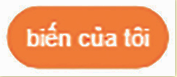 biến của tôi